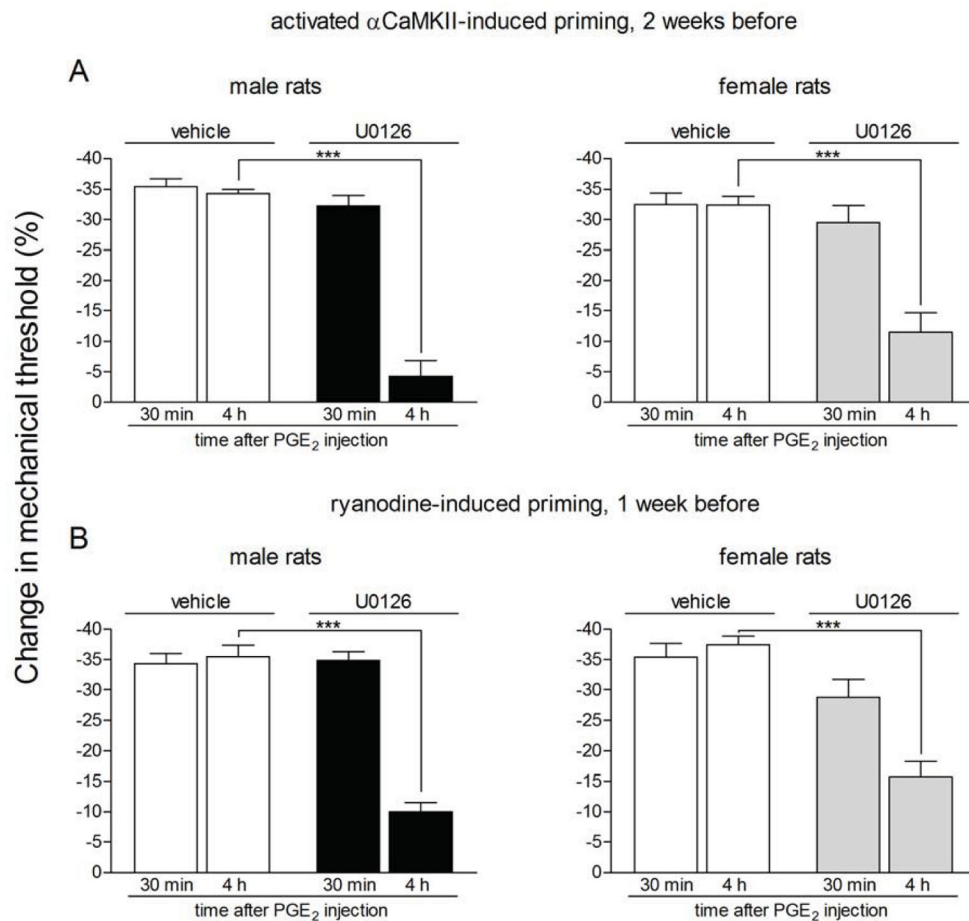 activated αCaMKII-induced priming, 2 weeks before
A
male rats
female rats
vehicle
U0126
vehicle
U0126
***
***
-40
-35
-30
-25
-20
-15
-10
-5
0
-40
-35
-30
-25
-20
-15
-10
-5
0
30 min 4 h 30 min 4 h
30 min 4 h 30 min 4 h
time after PGE₂ injection
time after PGE₂ injection
Change in mechanical threshold (%)
ryanodine-induced priming, 1 week before
B
male rats
female rats
vehicle
U0126
vehicle
U0126
***
***
-40
-35
-30
-25
-20
-15
-10
-5
0
-40
-35
-30
-25
-20
-15
-10
-5
0
30 min 4 h 30 min 4 h
30 min 4 h 30 min 4 h
time after PGE₂ injection
time after PGE₂ injection